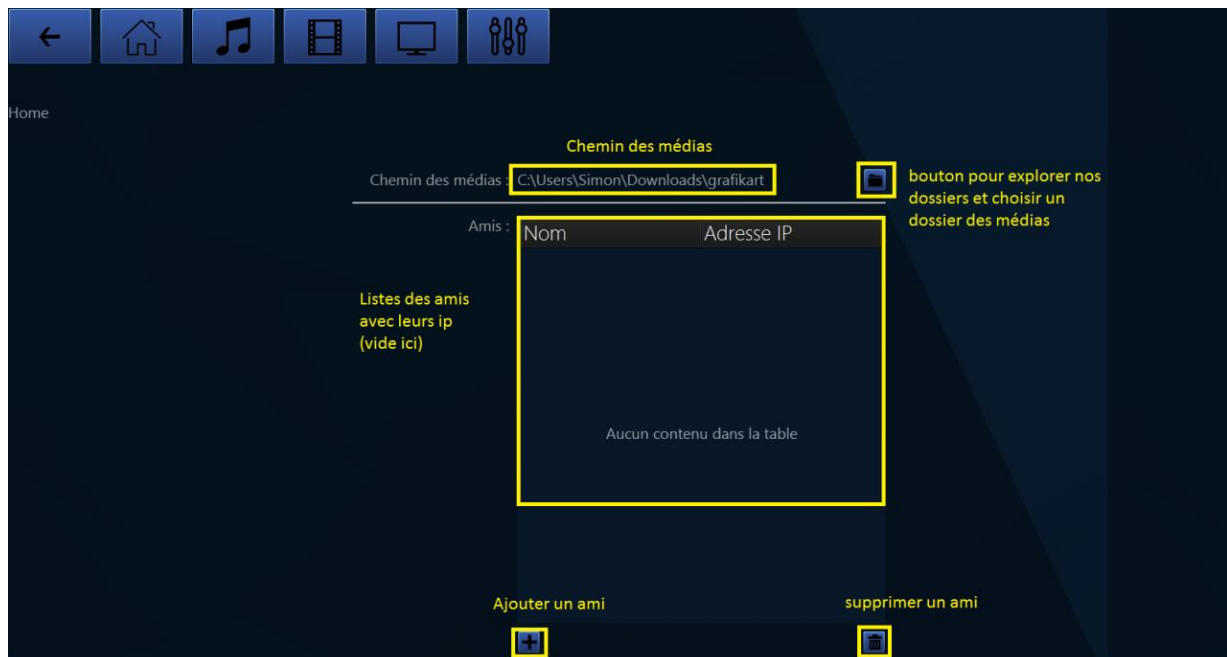 Home
Chemin des médias
Chemin des médias : C:\Users\Simon\Downloads\grafikart
bouton pour explorer nos
dossiers et choisir un
dossier des médias
Amis :
Nom Adresse IP
Listes des amis
avec leurs ip
(vide ici)
Aucun contenu dans la table
Ajouter un ami
supprimer un ami